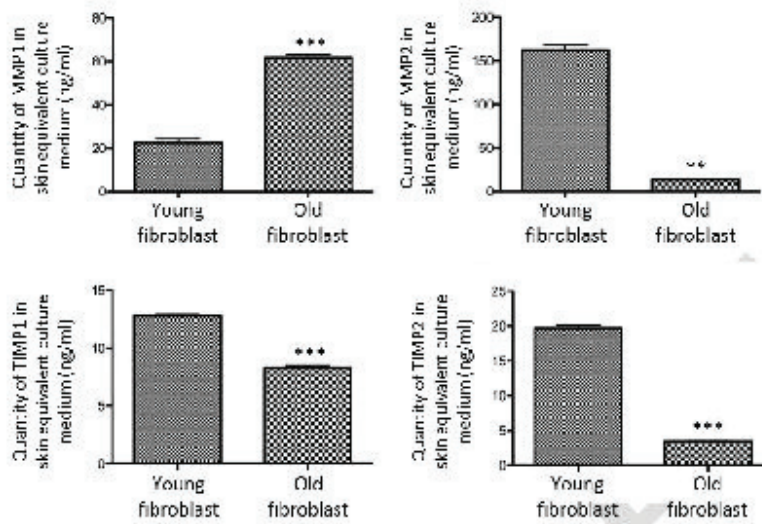 Quantity of MMP1 in
skin equivalent culture
medium (ng/ml)
80
60
40
20
0
***
Young
fibroblast
Old
fibroblast
Quantity of MMP2 in
skin equivalent culture
medium (ng/ml)
200
150
100
50
0
**
Young
fibroblast
Old
fibroblast
Quantity of TIMP1 in
skin equivalent culture
medium (ng/ml)
15
10
5
0
***
Young
fibroblast
Old
fibroblast
Quantity of TIMP2 in
skin equivalent culture
medium (ng/ml)
25
20
15
10
5
0
***
Young
fibroblast
Old
fibroblast